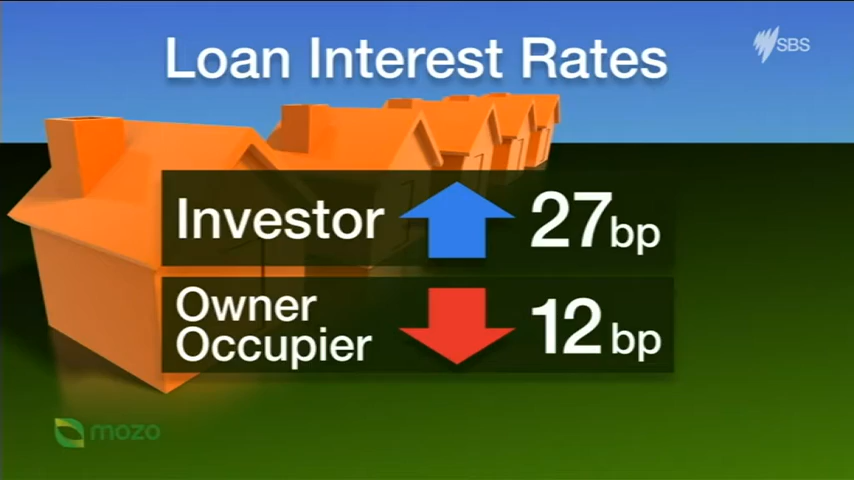 Loan Interest Rates
SBS
Investor 27bp
Owner
Occupier 12 bp
mozo